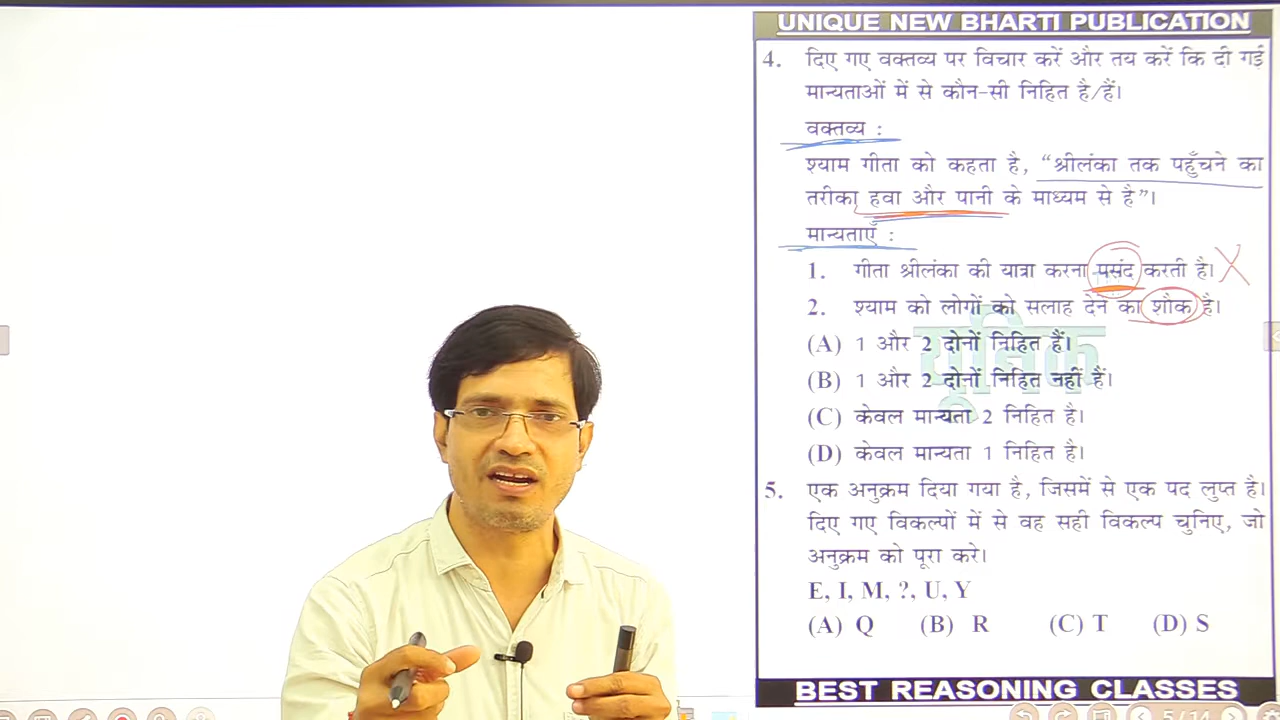 UNIQUE NEW BHARTI PUBLICATION
4. दिए गए वक्तव्य पर विचार करें और तय करें कि दी गई
मान्यताओं में से कौन-सी निहित है/हैं।
वक्तव्य :
श्याम गीता को कहता है, “श्रीलंका तक पहुँचने का
तरीका हवा और पानी के माध्यम से है”।
मान्यताएँ :
1. गीता श्रीलंका की यात्रा करना पसंद करती है।
2. श्याम को लोगों को सलाह देने का शौक है।
यूनिक
(A) 1 और 2 दोनों निहित हैं।
(B) 1 और 2 दोनों निहित नहीं हैं।
(C) केवल मान्यता 2 निहित है।
(D) केवल मान्यता 1 निहित है।
5. एक अनुक्रम दिया गया है, जिसमें से एक पद लुप्त है।
दिए गए विकल्पों में से वह सही विकल्प चुनिए, जो
अनुक्रम को पूरा करे।
E, I, M, ?, U, Y
(A) Q (B) R (C) T (D) S
BEST REASONING CLASSES
5/14